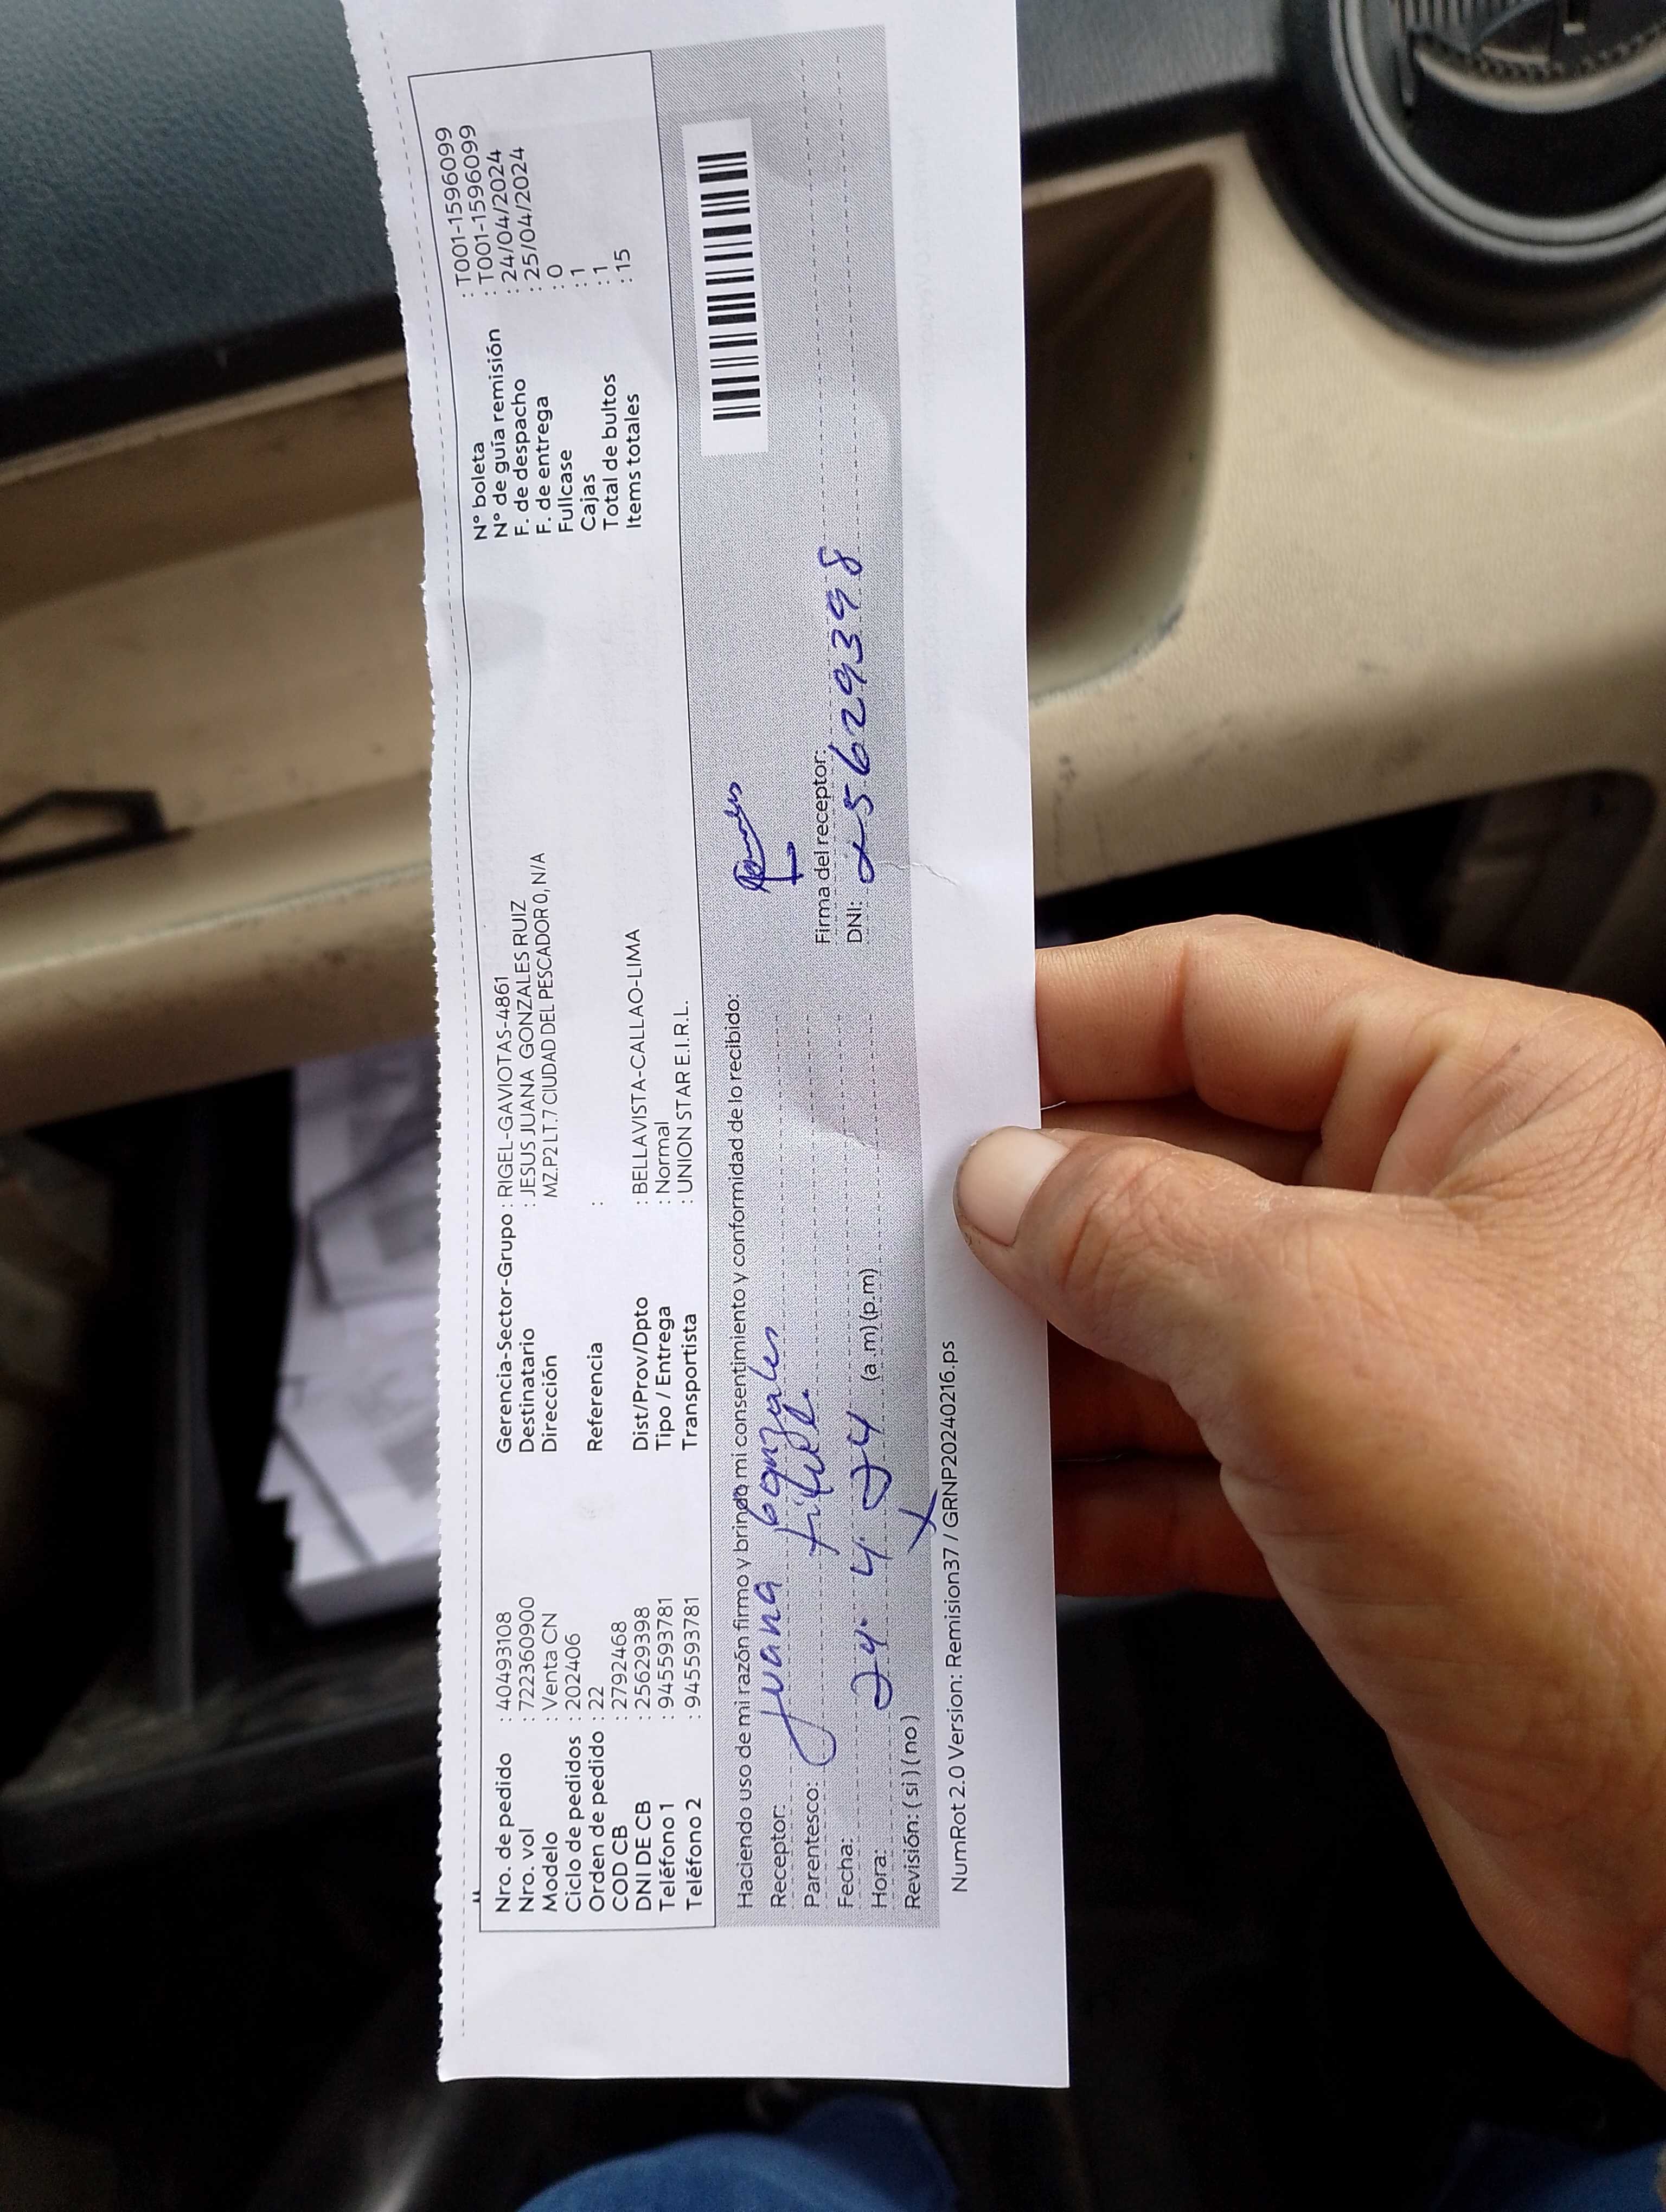 Nro. de pedido : 40493108
Nro. vol : 722360900
Modelo : Venta CN
Ciclo de pedidos : 202406
Orden de pedido : 22
COD CB : 2792468
DNI DE CB : 25629398
Teléfono 1 : 945593781
Teléfono 2 : 945593781
Gerencia-Sector-Grupo : RIGEL-GAVIOTAS-4861
Destinatario : JESUS JUANA GONZALES RUIZ
Dirección MZ.P2 LT.7 CIUDAD DEL PESCADOR 0, N/A
Referencia :
Dist/Prov/Dpto : BELLAVISTA-CALLAO-LIMA
Tipo / Entrega : Normal
Transportista : UNION STAR E.I.R.L.
N° boleta : T001-1596099
N° de guía remisión : T001-1596099
F. de despacho : 24/04/2024
F. de entrega : 25/04/2024
Fullcase : 0
Cajas : 1
Total de bultos : 1
Items totales : 15
Haciendo uso de mi razón firmo y brindo mi consentimiento y conformidad de lo recibido:
Receptor: Juana Gonzales
Parentesco: titular
Fecha: 24. 4 24
Hora: (a.m) (p.m)
Revisión: ( si ) ( no ) X
Firma del receptor:
DNI: 25629398
NumRot 2.0 Version: Remision37 / GRNP20240216.ps